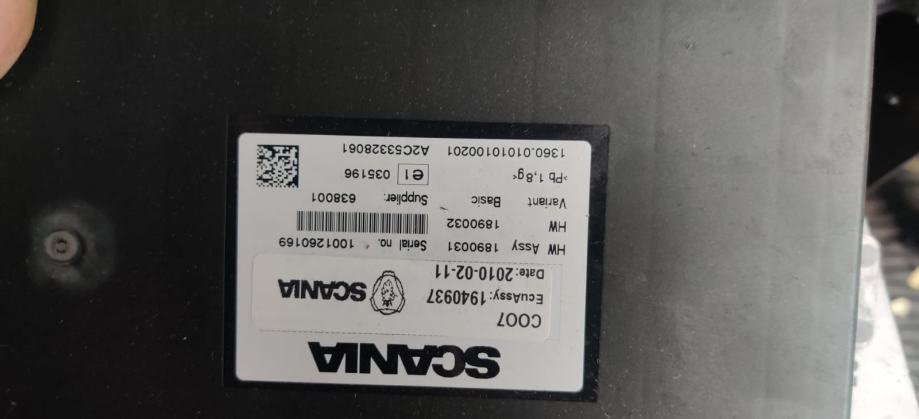 SCANIA
COO7
EcuAssy: 1940937
SCANIA
Date: 2010-02-11
HW Assy 1890031 Serial no. 1001260169
HW 1890032
Variant Basic Supplier: 638001
>Pb 1,8g< e1 035196
1360.01010100201 A2C53328061